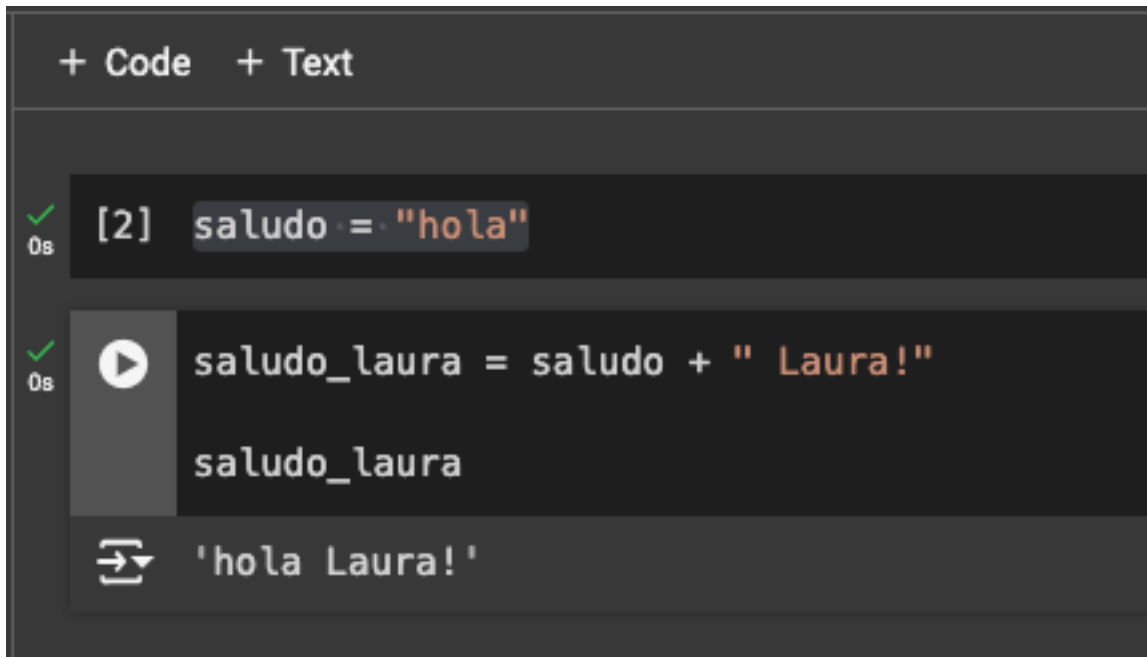 + Code + Text
[2] saludo = "hola"
0s
saludo_laura = saludo + " Laura!"
0s
saludo_laura
'hola Laura!'